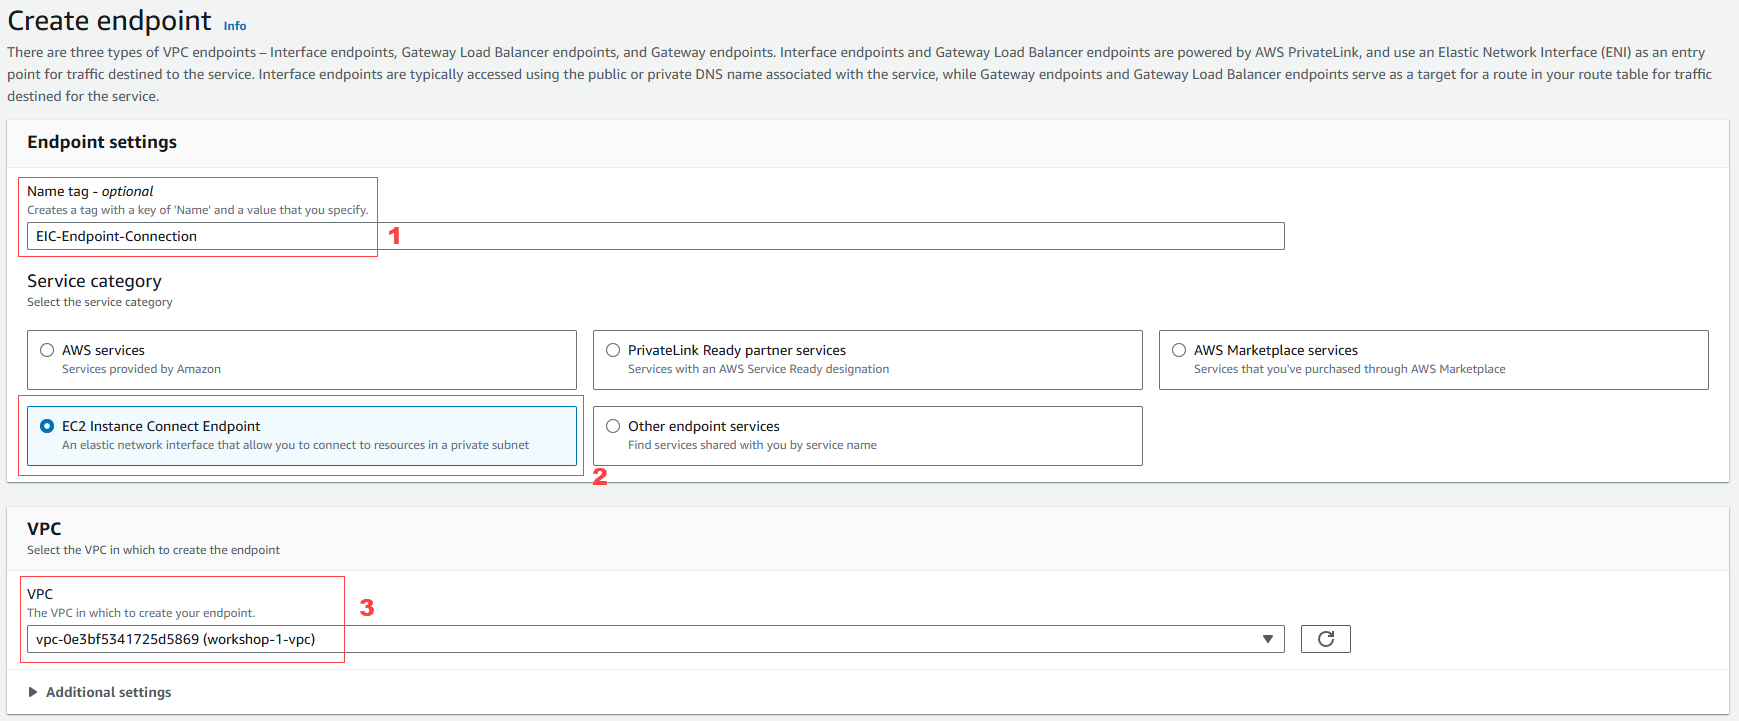 Create endpoint Info
There are three types of VPC endpoints – Interface endpoints, Gateway Load Balancer endpoints, and Gateway endpoints. Interface endpoints and Gateway Load Balancer endpoints are powered by AWS PrivateLink, and use an Elastic Network Interface (ENI) as an entry
point for traffic destined to the service. Interface endpoints are typically accessed using the public or private DNS name associated with the service, while Gateway endpoints and Gateway Load Balancer endpoints serve as a target for a route in your route table for traffic
destined for the service.
Endpoint settings
Name tag - optional
Creates a tag with a key of 'Name' and a value that you specify.
EIC-Endpoint-Connection
1
Service category
Select the service category
AWS services
Services provided by Amazon
PrivateLink Ready partner services
Services with an AWS Service Ready designation
AWS Marketplace services
Services that you've purchased through AWS Marketplace
EC2 Instance Connect Endpoint
An elastic network interface that allow you to connect to resources in a private subnet
2
Other endpoint services
Find services shared with you by service name
VPC
Select the VPC in which to create the endpoint
VPC
The VPC in which to create your endpoint.
3
vpc-0e3bf5341725d5869 (workshop-1-vpc)
Additional settings